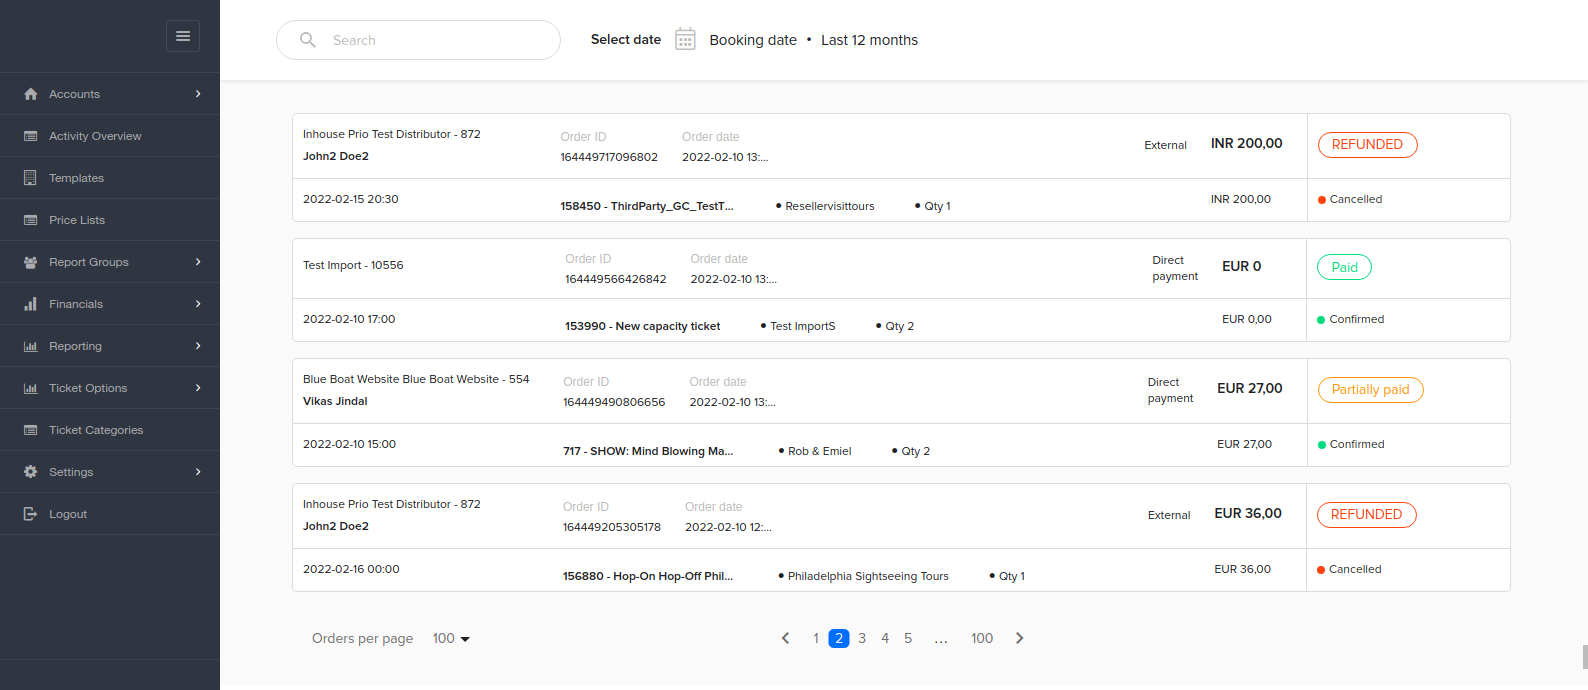 Search
Select date
Booking date • Last 12 months
Accounts
Activity Overview
Templates
Price Lists
Report Groups
Financials
Reporting
Ticket Options
Ticket Categories
Settings
Logout
Inhouse Prio Test Distributor - 872
John2 Doe2
Order ID
164449717096802
Order date
2022-02-10 13:...
External
INR 200,00
REFUNDED
2022-02-15 20:30
158450 - ThirdParty_GC_TestT...
• Resellervisittours
• Qty 1
INR 200,00
Cancelled
Test Import - 10556
Order ID
164449566426842
Order date
2022-02-10 13:...
Direct
payment
EUR 0
Paid
2022-02-10 17:00
153990 - New capacity ticket
• Test ImportS
• Qty 2
EUR 0,00
Confirmed
Blue Boat Website Blue Boat Website - 554
Vikas Jindal
Order ID
164449490806656
Order date
2022-02-10 13:...
Direct
payment
EUR 27,00
Partially paid
2022-02-10 15:00
717 - SHOW: Mind Blowing Ma...
• Rob & Emiel
• Qty 2
EUR 27,00
Confirmed
Inhouse Prio Test Distributor - 872
John2 Doe2
Order ID
164449205305178
Order date
2022-02-10 12:...
External
EUR 36,00
REFUNDED
2022-02-16 00:00
156880 - Hop-On Hop-Off Phil...
• Philadelphia Sightseeing Tours
• Qty 1
EUR 36,00
Cancelled
Orders per page 100
1 2 3 4 5 ... 100